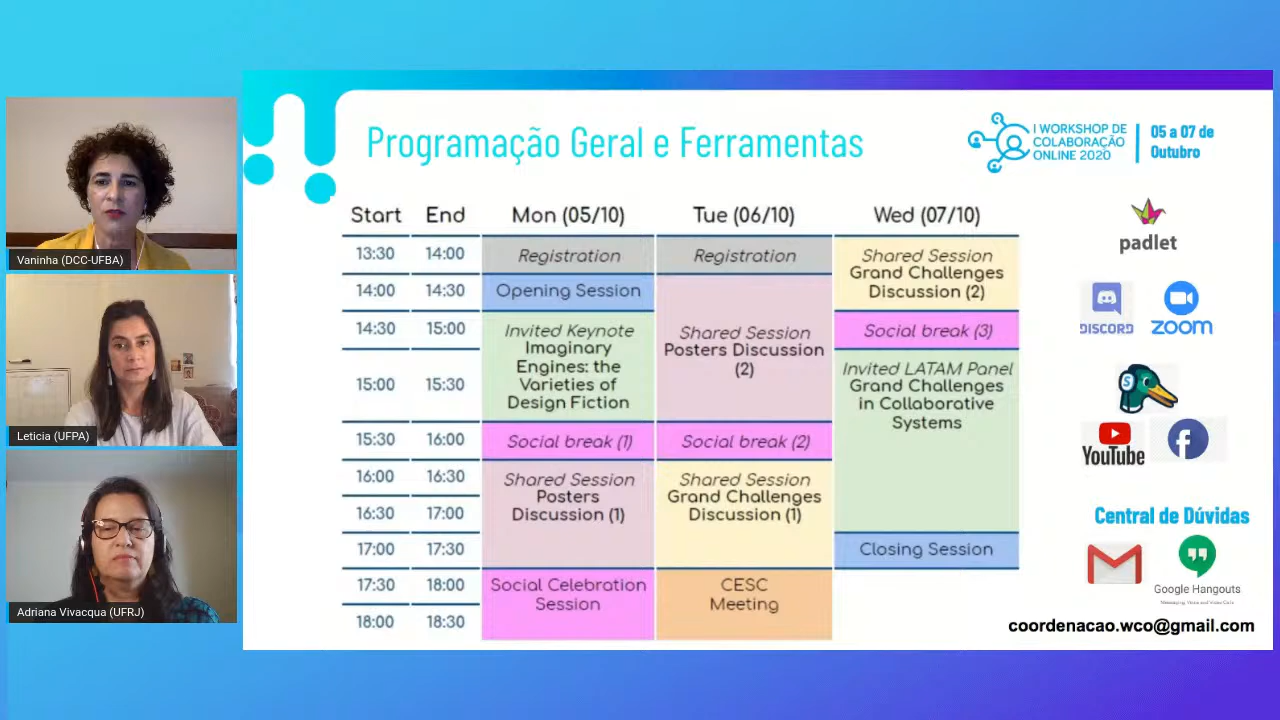 Vaninha (DCC-UFBA)
Leticia (UFPA)
Adriana Vivacqua (UFRJ)
Programação Geral e Ferramentas
I WORKSHOP DE
COLABORAÇÃO
ONLINE 2020
05 a 07 de
Outubro
Start End Mon (05/10) Tue (06/10) Wed (07/10)
13:30 14:00
14:00 14:30
14:30 15:00
15:00 15:30
15:30 16:00
16:00 16:30
16:30 17:00
17:00 17:30
17:30 18:00
18:00 18:30
Registration
Opening Session
Invited Keynote
Imaginary
Engines: the
Varieties of
Design Fiction
Social break (1)
Shared Session
Posters
Discussion (1)
Social Celebration
Session
Registration
Shared Session
Posters Discussion
(2)
Social break (2)
Shared Session
Grand Challenges
Discussion (1)
CESC
Meeting
Shared Session
Grand Challenges
Discussion (2)
Social break (3)
Invited LATAM Panel
Grand Challenges
in Collaborative
Systems
Closing Session
padlet
DISCORD
zoom
S
YouTube
Central de Dúvidas
Google Hangouts
coordenacao.wco@gmail.com